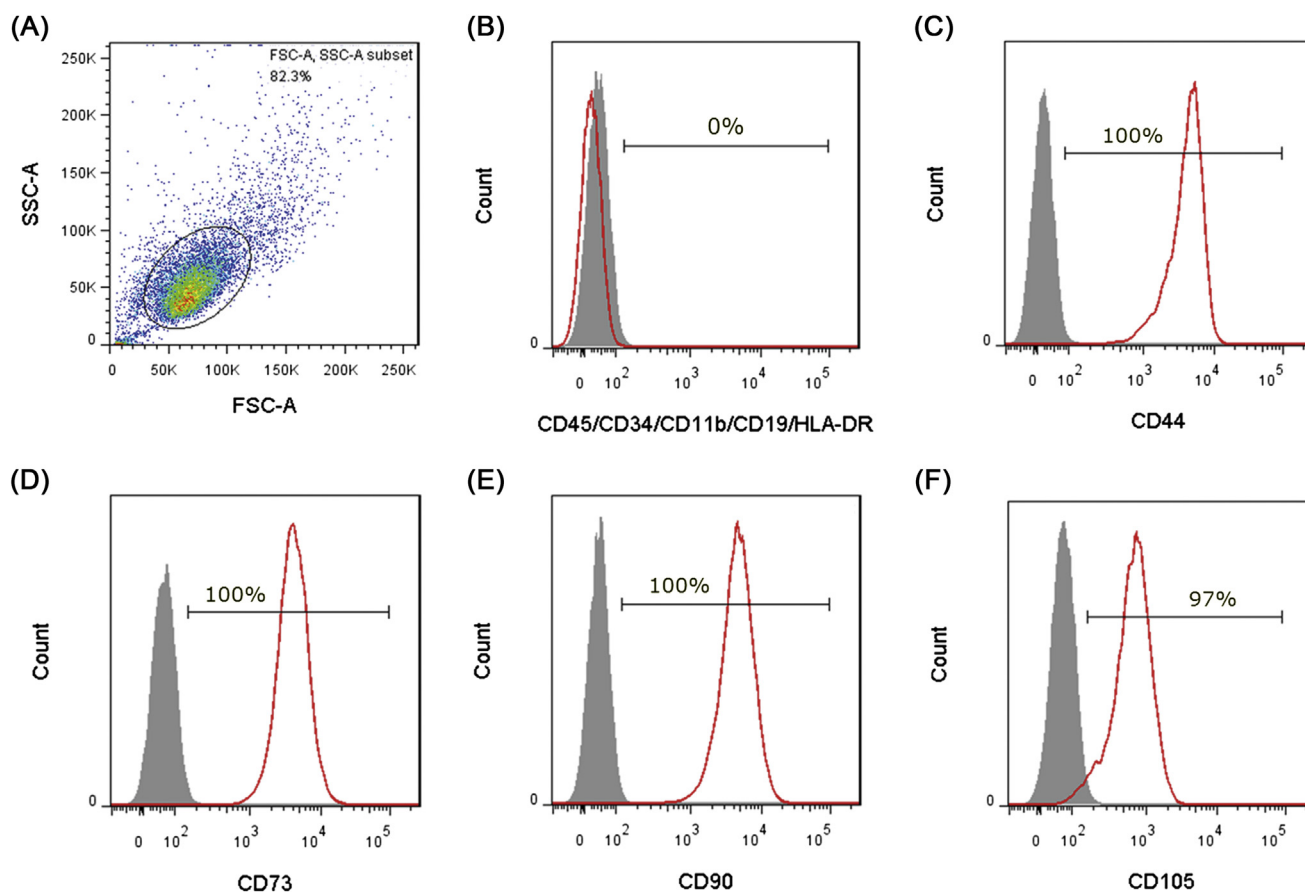 (A)
FSC-A, SSC-A subset
82.3%
250K
200K
150K
100K
50K
0
SSC-A
0 50K 100K 150K 200K 250K
FSC-A
(B)
0%
Count
0
0 10^2 10^3 10^4 10^5
CD45/CD34/CD11b/CD19/HLA-DR
(C)
100%
Count
0
0 10^2 10^3 10^4 10^5
CD44
(D)
100%
Count
0
0 10^2 10^3 10^4 10^5
CD73
(E)
100%
Count
0
0 10^2 10^3 10^4 10^5
CD90
(F)
97%
Count
0
0 10^2 10^3 10^4 10^5
CD105